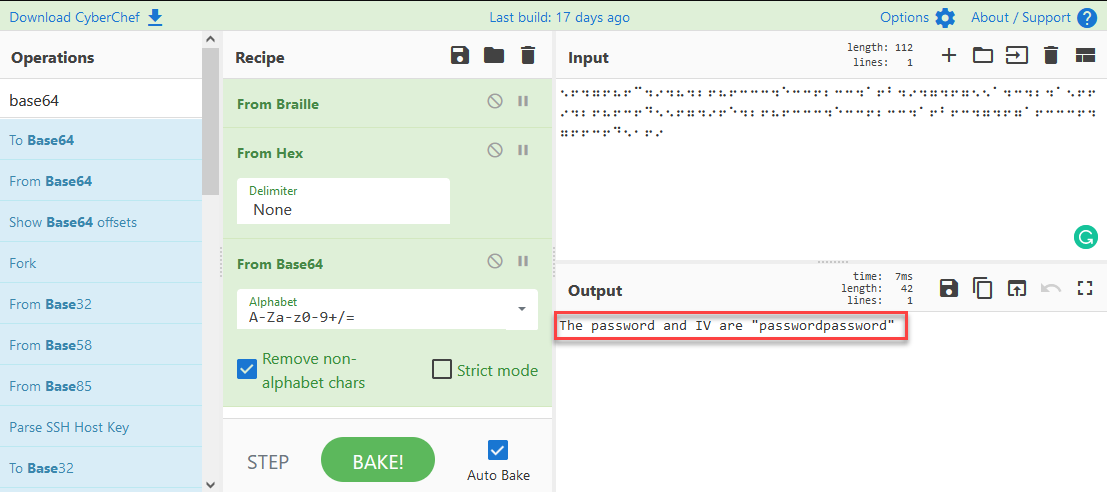 Download CyberChef
Last build: 17 days ago
Options
About / Support
Operations
base64
To Base64
From Base64
Show Base64 offsets
Fork
From Base32
From Base58
From Base85
Parse SSH Host Key
To Base32
Recipe
From Braille
From Hex
Delimiter
None
From Base64
Alphabet
A-Za-z0-9+/=
Remove non-
alphabet chars
Strict mode
STEP
BAKE!
Auto Bake
Input
length: 112
lines: 1
Output
time: 7ms
length: 42
lines: 1
The password and IV are "passwordpassword"